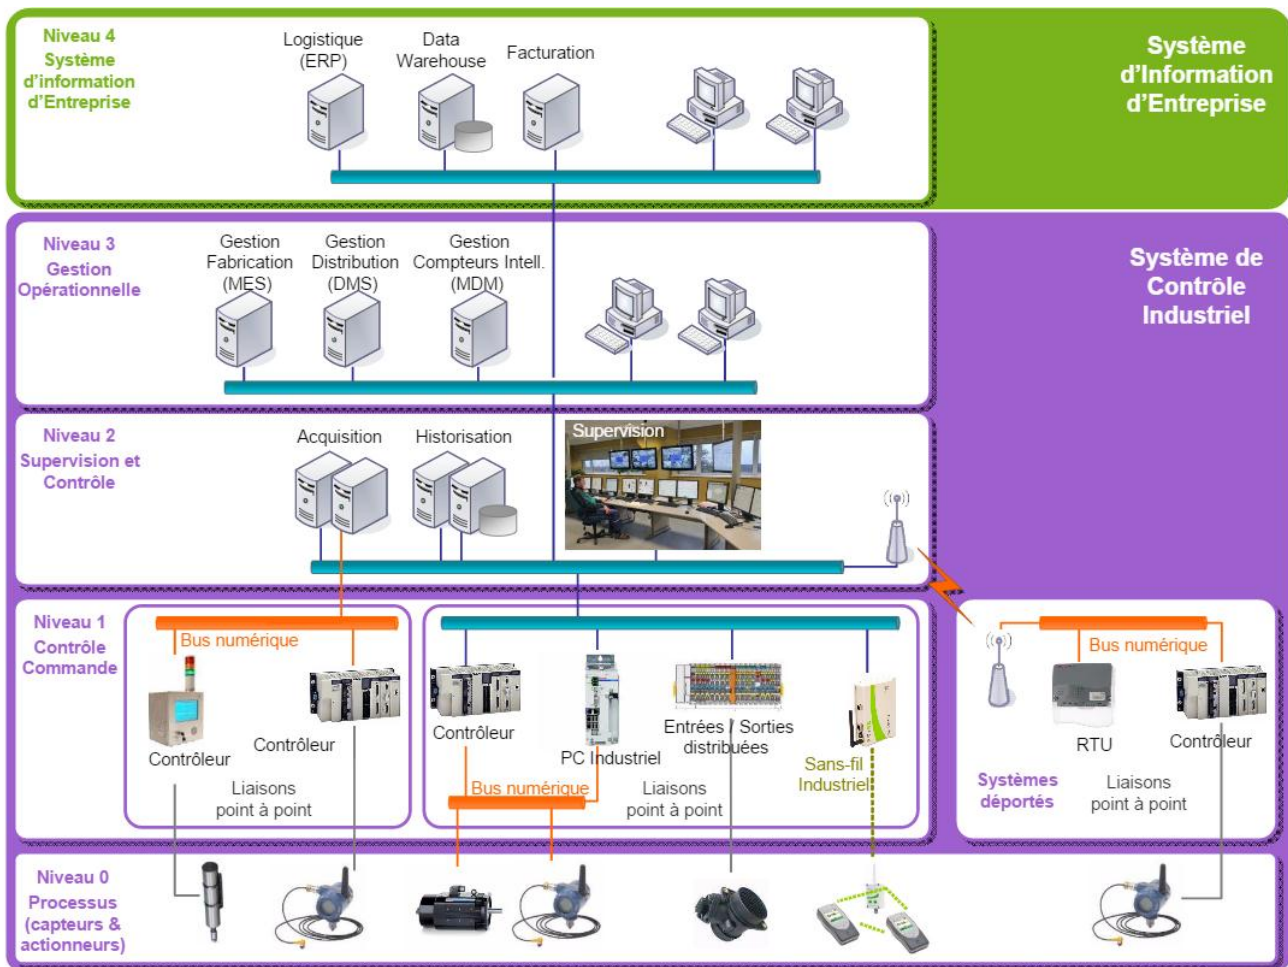 Niveau 4
Système
d'information
d'Entreprise
Logistique
(ERP)
Data
Warehouse
Facturation
Système
d'Information
d'Entreprise
Niveau 3
Gestion
Opérationnelle
Gestion
Fabrication
(MES)
Gestion
Distribution
(DMS)
Gestion
Compteurs Intell.
(MDM)
Système de
Contrôle
Industriel
Niveau 2
Supervision et
Contrôle
Acquisition
Historisation
Supervision
Niveau 1
Contrôle
Commande
Bus numérique
Contrôleur
Contrôleur
Liaisons
point à point
Contrôleur
PC Industriel
Entrées / Sorties
distribuées
Sans-fil
Industriel
Bus numérique
Liaisons
point à point
Bus numérique
RTU
Contrôleur
Systèmes
déportés
Liaisons
point à point
Niveau 0
Processus
(capteurs &
actionneurs)